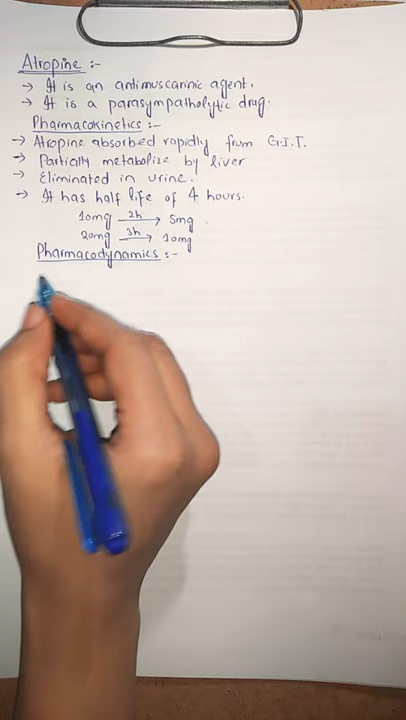 Atropine :-
→ It is an antimuscarinic agent.
→ It is a parasympatholytic drug.
Pharmacokinetics :-
→ Atropine absorbed rapidly from G.I.T.
→ Partially metabolize by liver
→ Eliminated in urine.
→ It has half life of 4 hours.
10mg 2h→ 5mg
20mg 3h→ 10mg
Pharmacodynamics :-